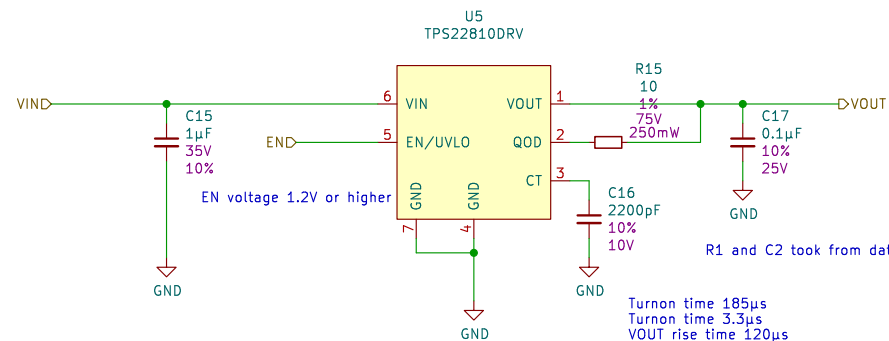 U5
TPS22810DRV
VIN
6
VIN
VOUT
1
R15
10
1%
75V
250mW
VOUT
C15
1µF
35V
10%
EN
5
EN/UVLO
QOD
2
C17
0.1µF
10%
25V
CT
3
EN voltage 1.2V or higher
GND
GND
7
4
C16
2200pF
10%
10V
GND
R1 and C2 took from dat
GND
GND
GND
Turnon time 185µs
Turnon time 3.3µs
VOUT rise time 120µs